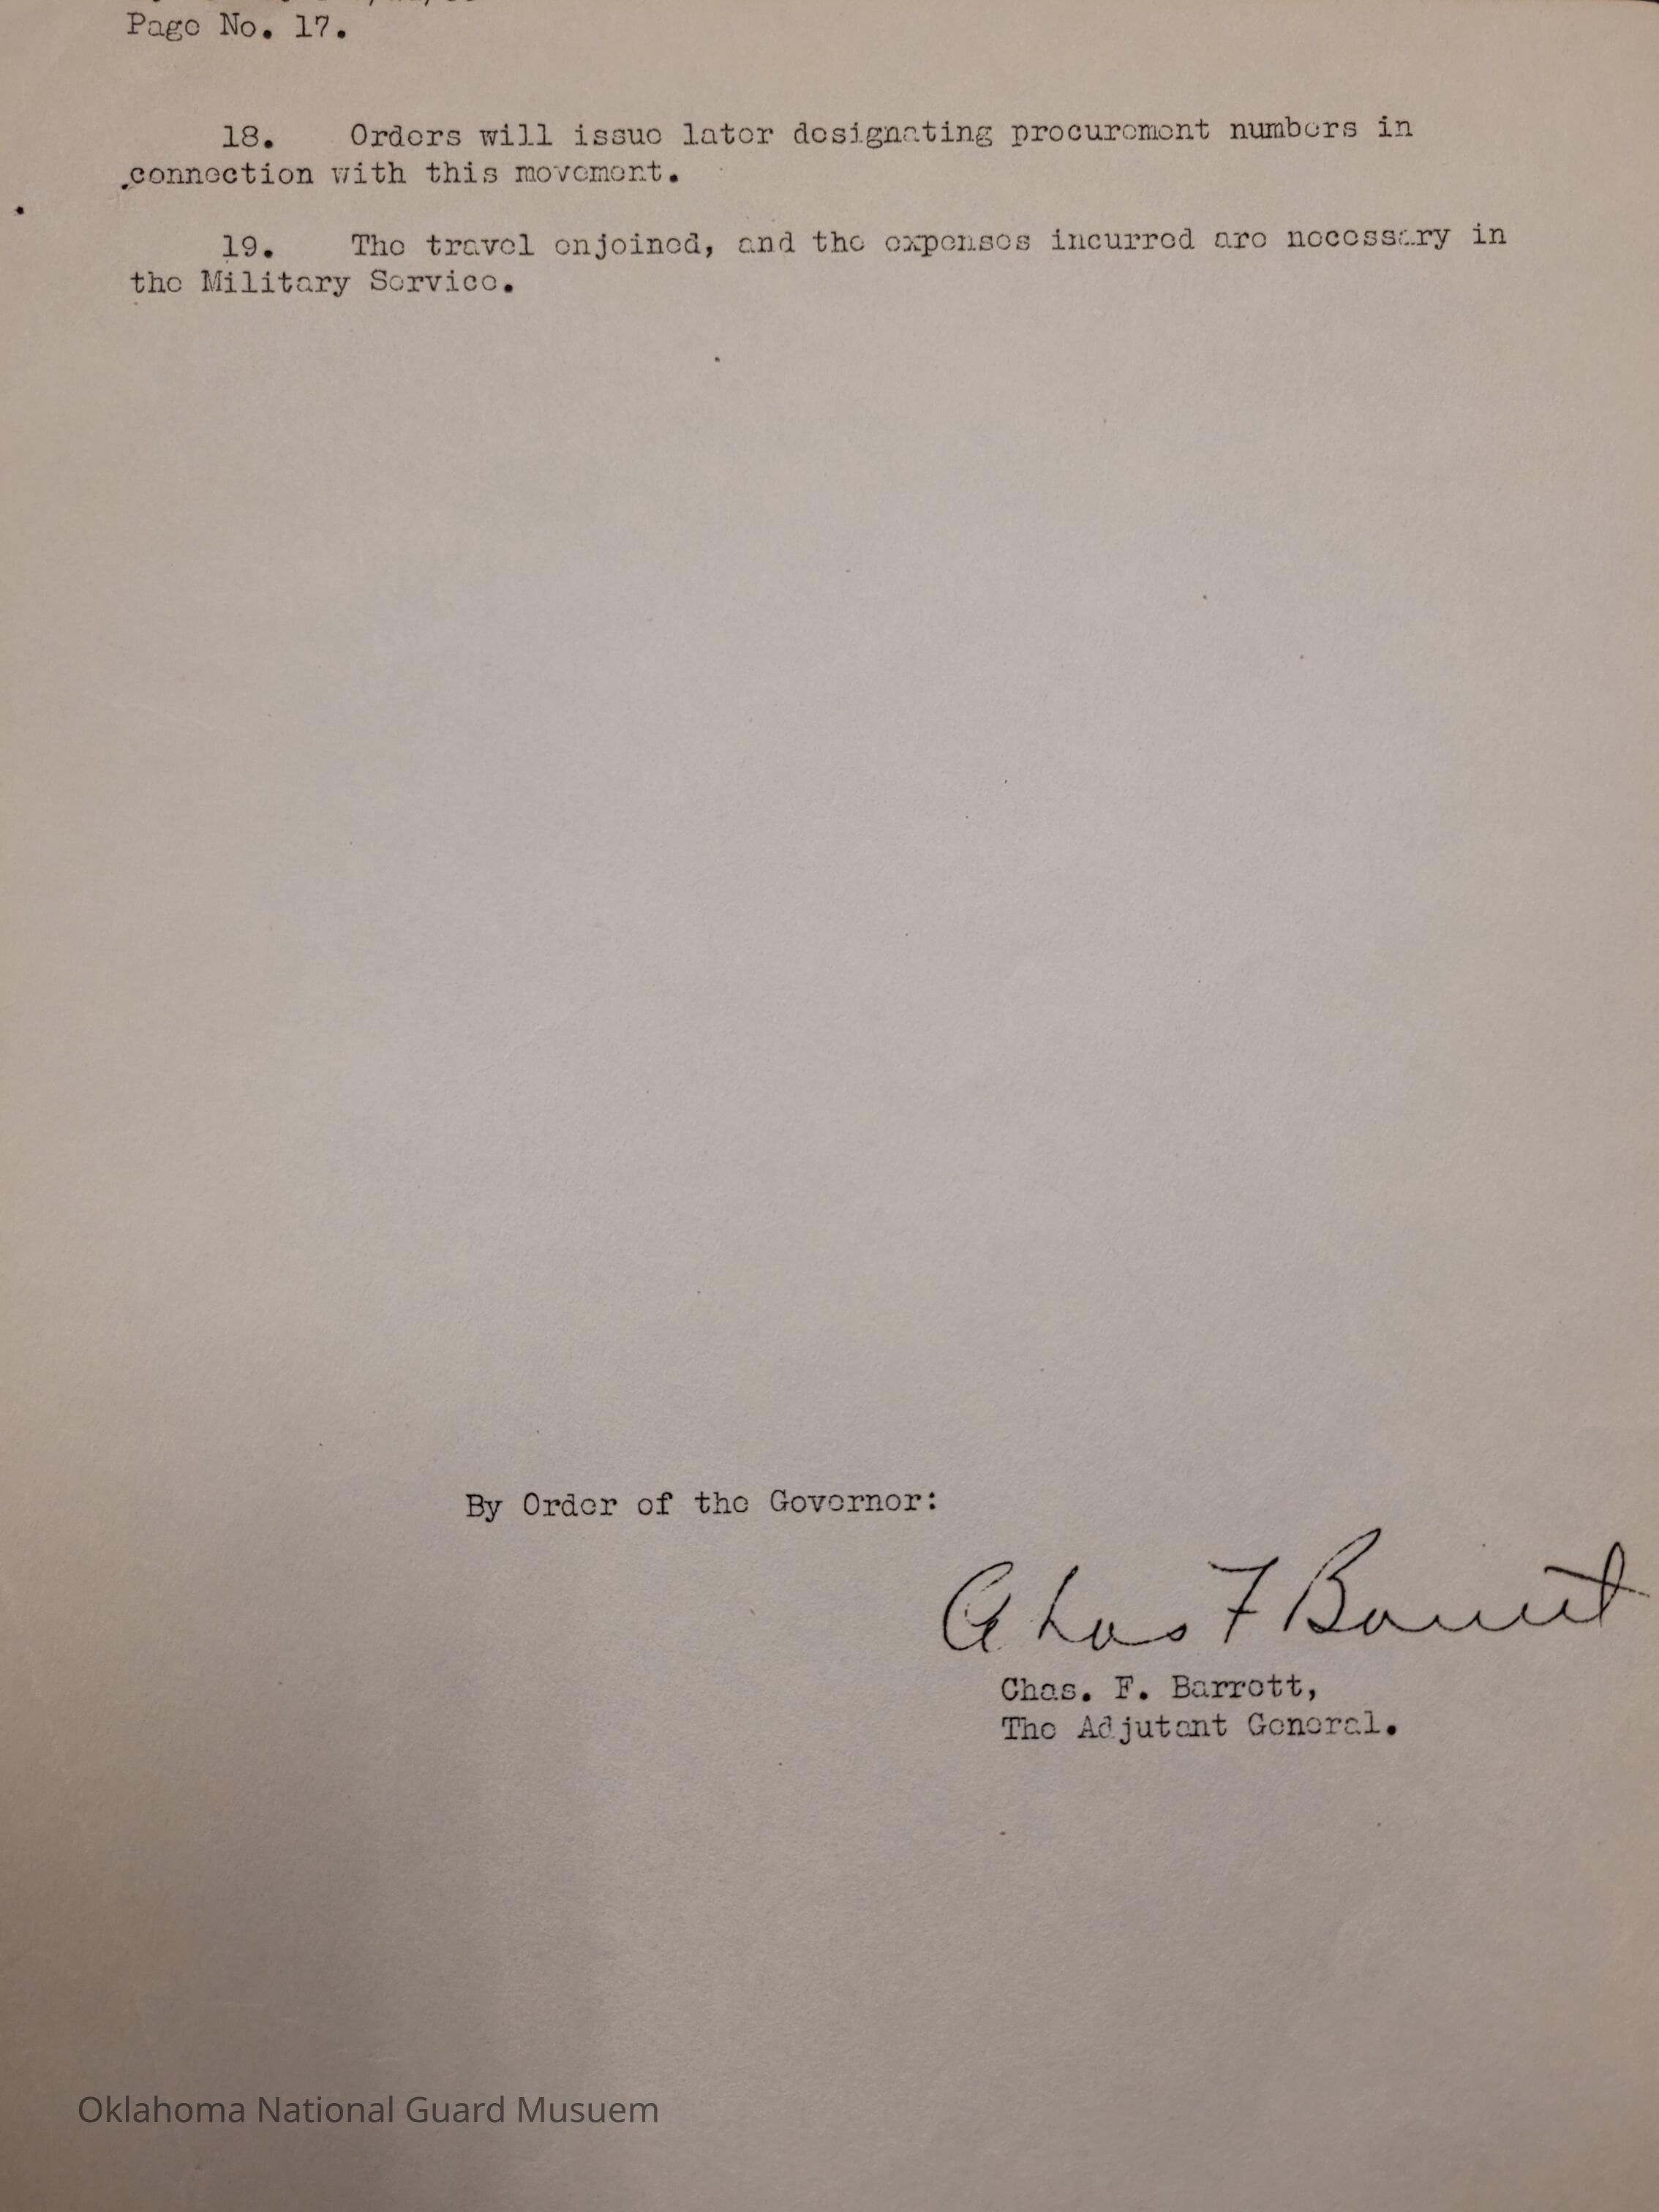 Page No. 17.
18. Orders will issue later designating procurement numbers in
connection with this movement.
19. The travel enjoined, and the expenses incurred are necessary in
the Military Service.
By Order of the Governor:
Chas F Barrett
Chas. F. Barrett,
The Adjutant General.
Oklahoma National Guard Musuem